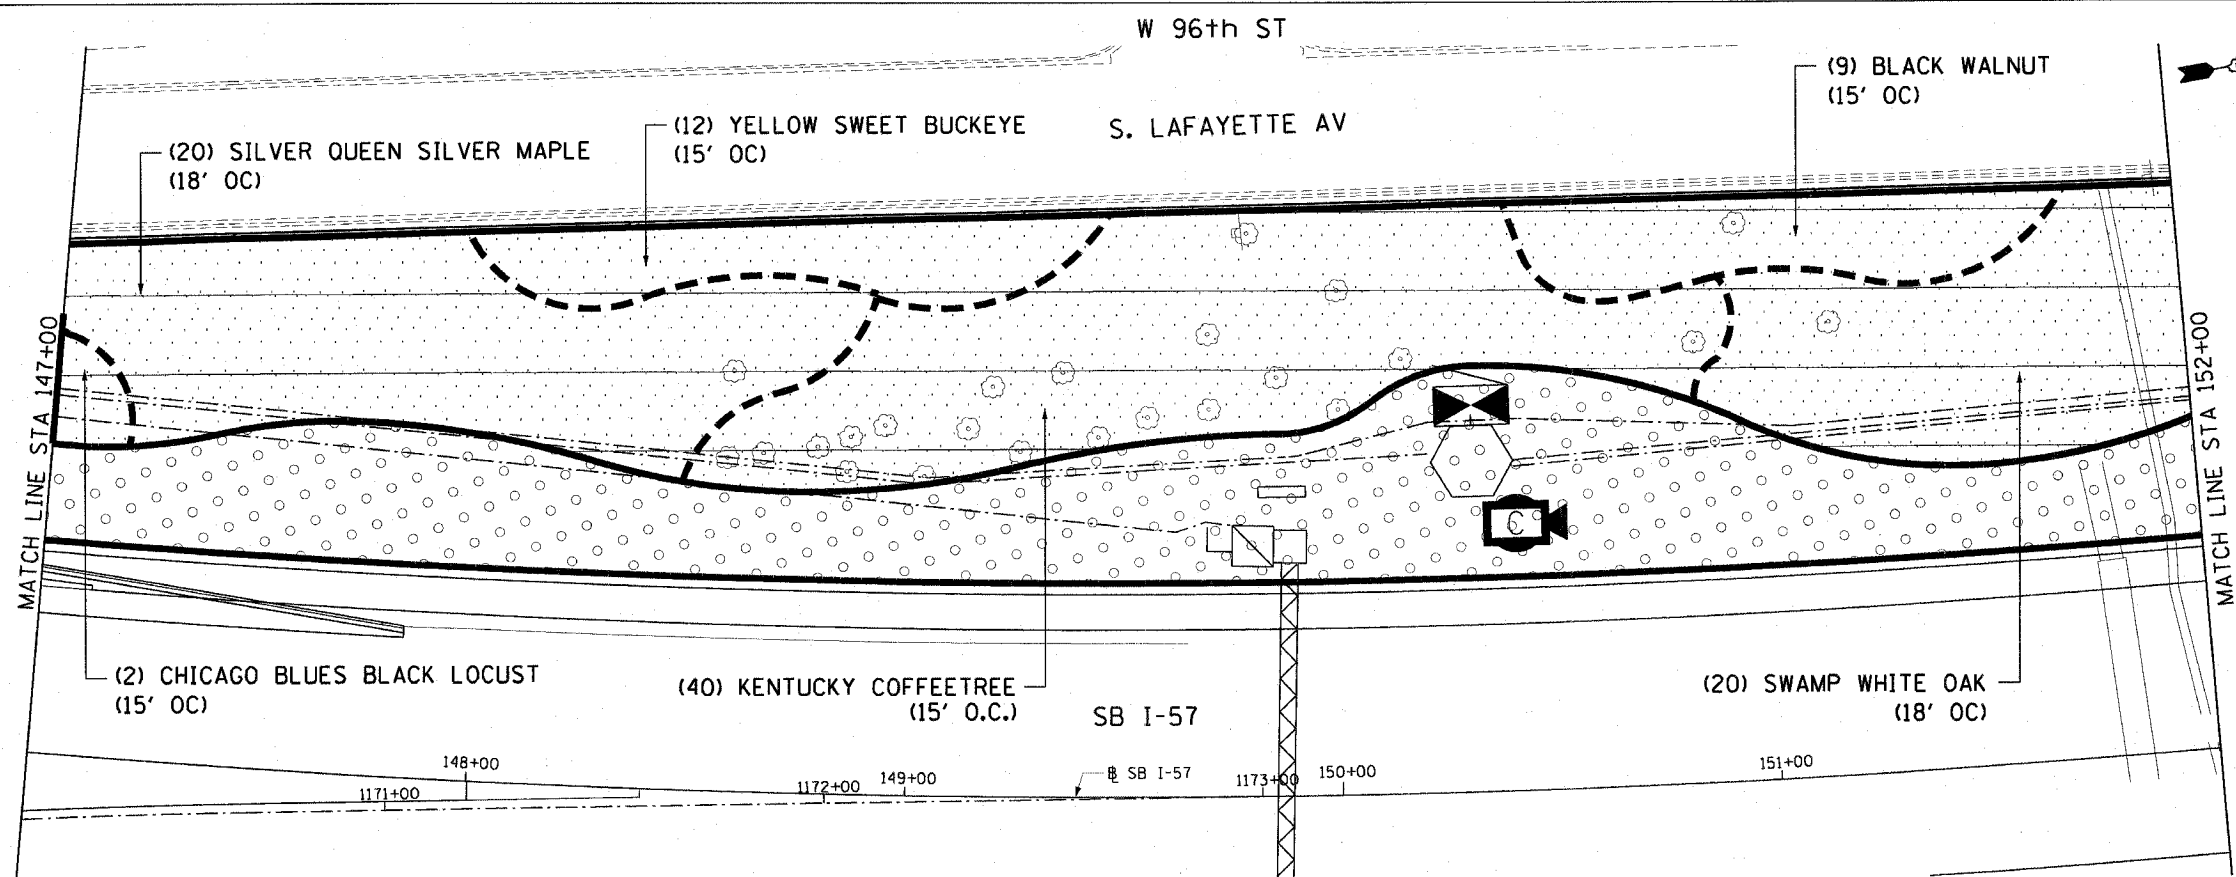 W 96th ST
(9) BLACK WALNUT
(15' OC)
(12) YELLOW SWEET BUCKEYE
(15' OC)
S. LAFAYETTE AV
(20) SILVER QUEEN SILVER MAPLE
(18' OC)
MATCH LINE STA 147+00
MATCH LINE STA 152+00
C
(2) CHICAGO BLUES BLACK LOCUST
(15' OC)
(40) KENTUCKY COFFEETREE
(15' O.C.)
SB I-57
(20) SWAMP WHITE OAK
(18' OC)
148+00
1171+00
1172+00
149+00
℄ SB I-57
1173+00
150+00
151+00